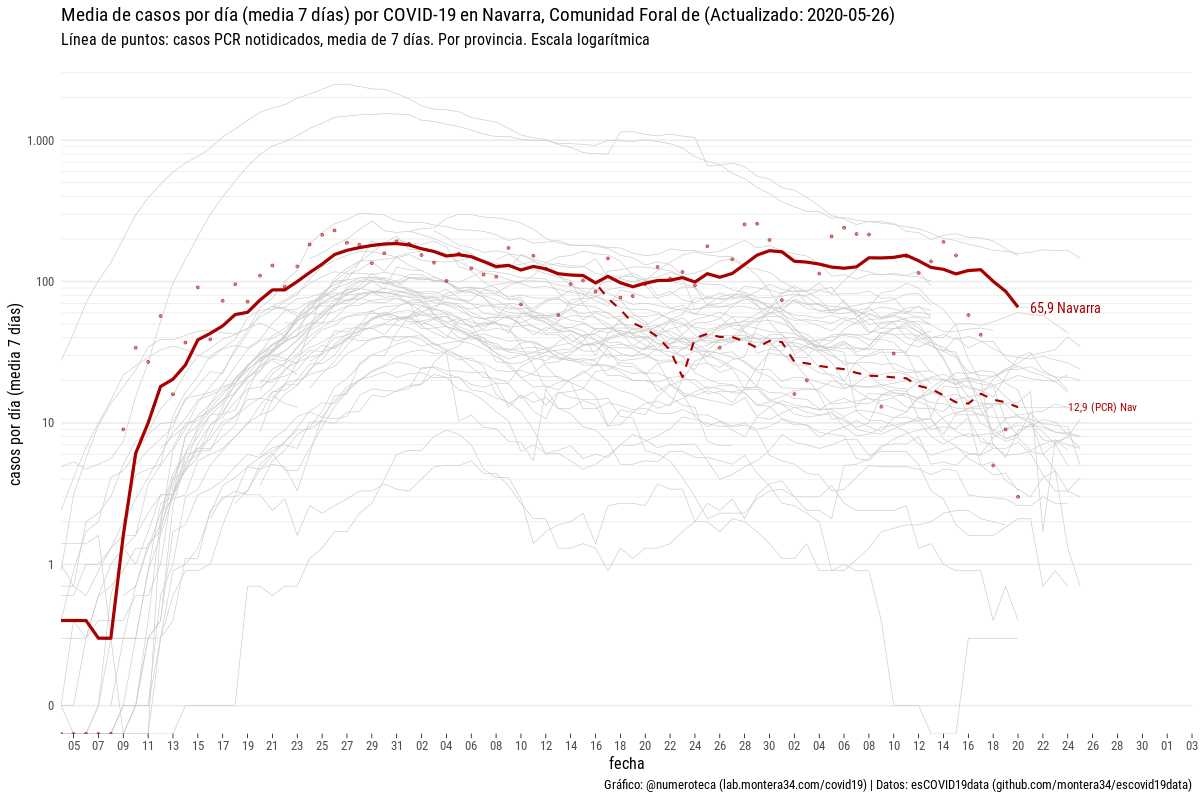 Media de casos por día (media 7 días) por COVID-19 en Navarra, Comunidad Foral de (Actualizado: 2020-05-26)
Línea de puntos: casos PCR notidicados, media de 7 días. Por provincia. Escala logarítmica
casos por día (media 7 días)
1.000
100
10
1
0
65,9 Navarra
12,9 (PCR) Nav
05 07 09 11 13 15 17 19 21 23 25 27 29 31 02 04 06 08 10 12 14 16 18 20 22 24 26 28 30 02 04 06 08 10 12 14 16 18 20 22 24 26 28 30 01 03
fecha
Gráfico: @numeroteca (lab.montera34.com/covid19) | Datos: esCOVID19data (github.com/montera34/escovid19data)